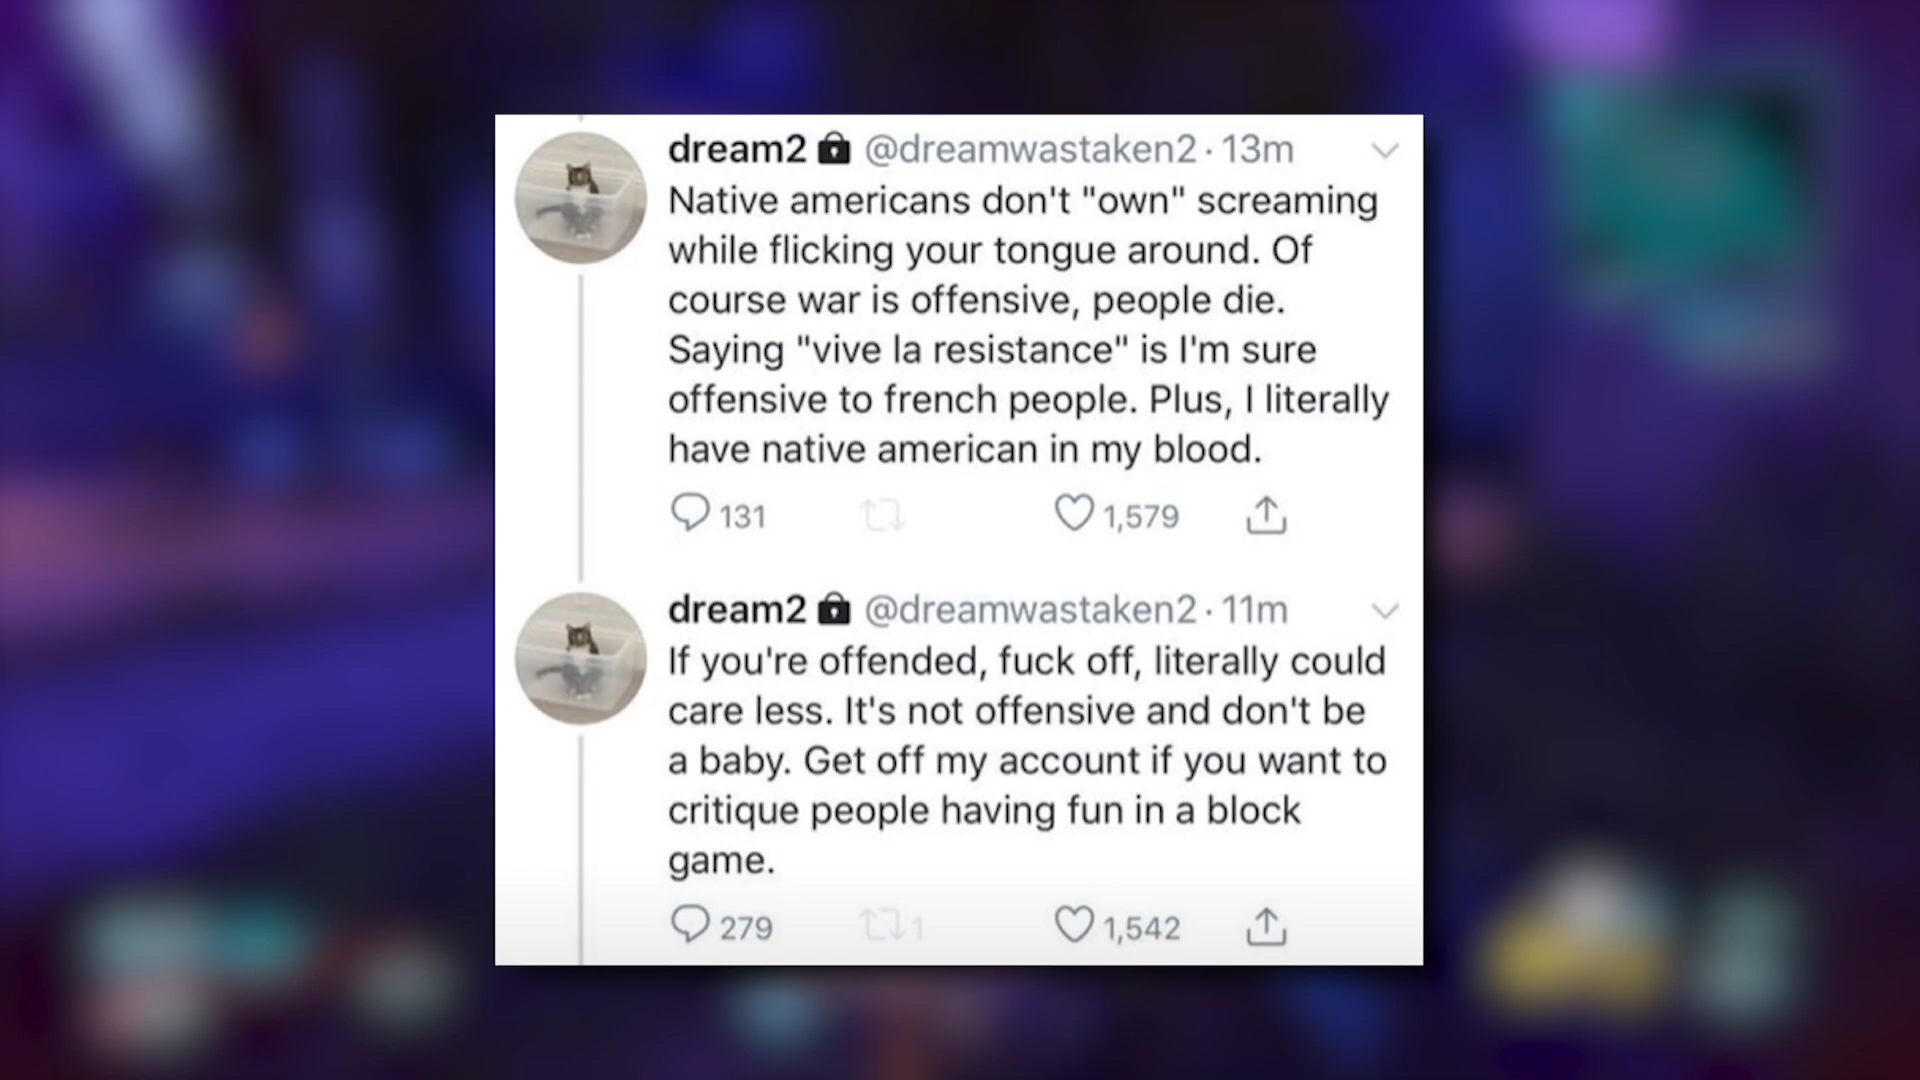 dream2 @dreamwastaken2 · 13m
Native americans don't "own" screaming
while flicking your tongue around. Of
course war is offensive, people die.
Saying "vive la resistance" is I'm sure
offensive to french people. Plus, I literally
have native american in my blood.
131 1,579
dream2 @dreamwastaken2 · 11m
If you're offended, fuck off, literally could
care less. It's not offensive and don't be
a baby. Get off my account if you want to
critique people having fun in a block
game.
279 1 1,542